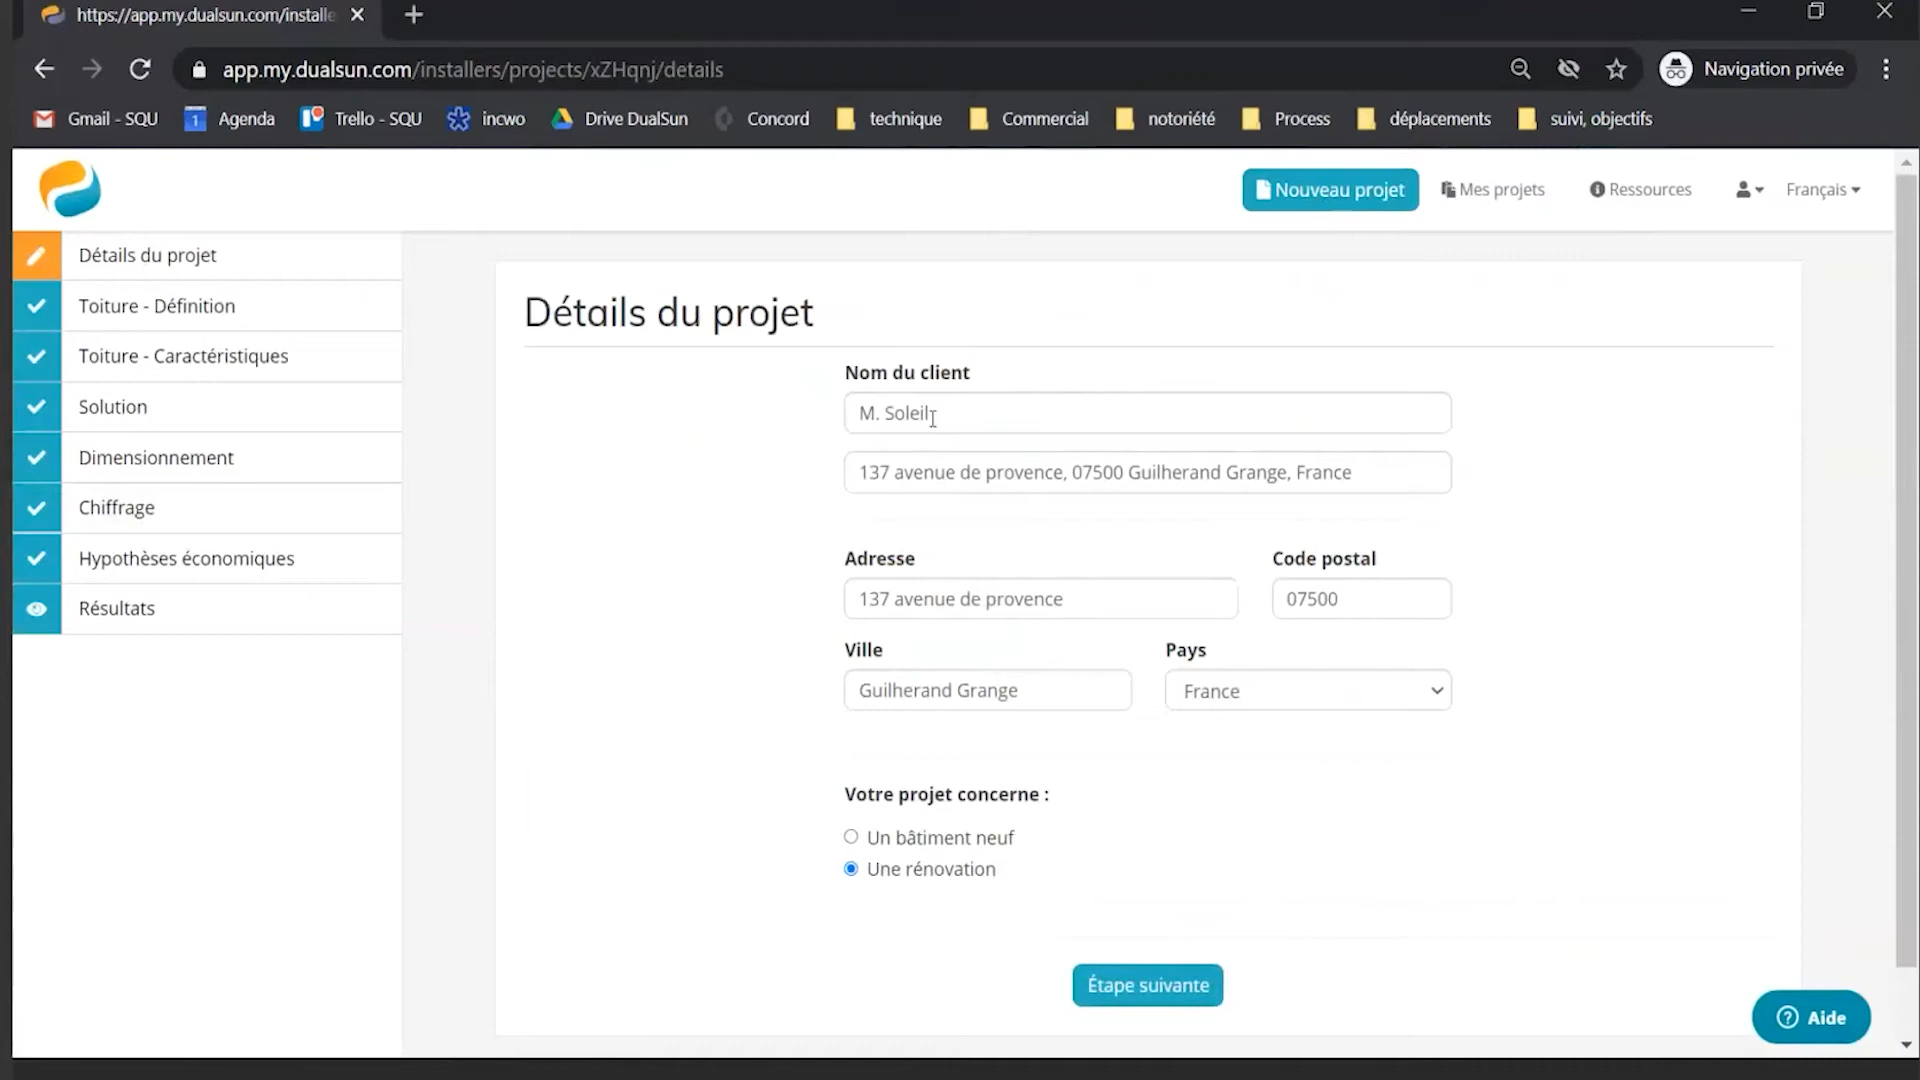 https://app.my.dualsun.com/installe
app.my.dualsun.com/installers/projects/xZHqnj/details
Navigation privée
Gmail - SQU
1 Agenda
Trello - SQU
incwo
Drive DualSun
Concord
technique
Commercial
notoriété
Process
déplacements
suivi, objectifs
Nouveau projet
Mes projets
Ressources
Français
Détails du projet
Toiture - Définition
Toiture - Caractéristiques
Solution
Dimensionnement
Chiffrage
Hypothèses économiques
Résultats
Détails du projet
Nom du client
M. Soleil
137 avenue de provence, 07500 Guilherand Grange, France
Adresse
Code postal
137 avenue de provence
07500
Ville
Pays
Guilherand Grange
France
Votre projet concerne :
Un bâtiment neuf
Une rénovation
Étape suivante
? Aide